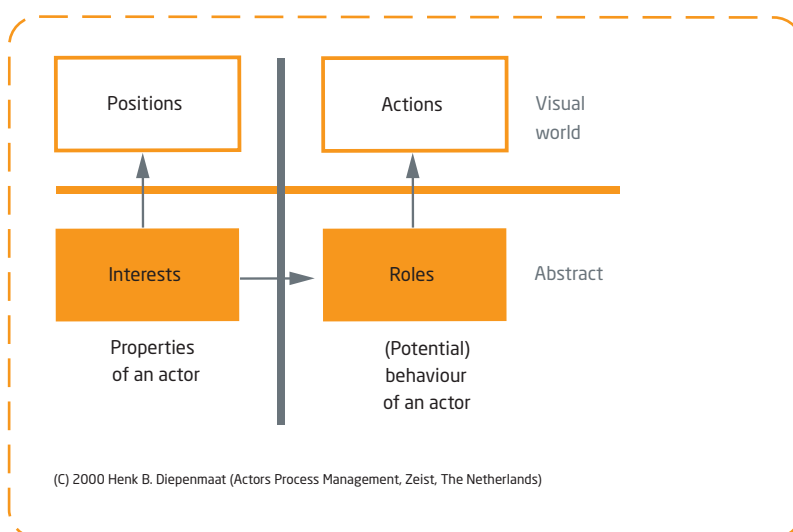 Positions
Actions
Visual
world
Interests
Roles
Abstract
Properties
of an actor
(Potential)
behaviour
of an actor
(C) 2000 Henk B. Diepenmaat (Actors Process Management, Zeist, The Netherlands)